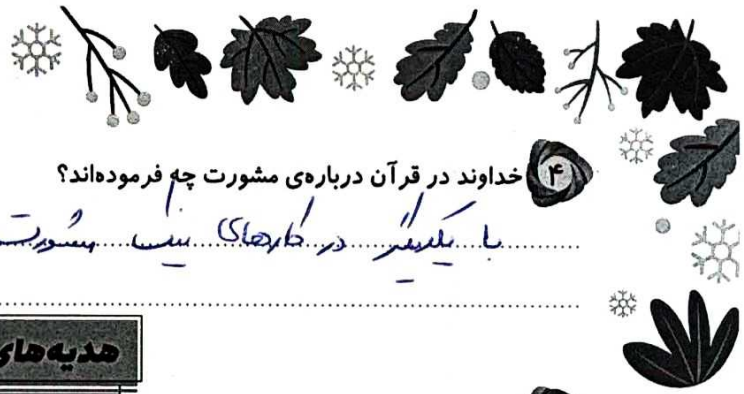 ۴ خداوند در قرآن درباره‌ی مشورت چه فرموده‌اند؟
با یکدیگر در کارهای نیک مشورت
هدیه‌های